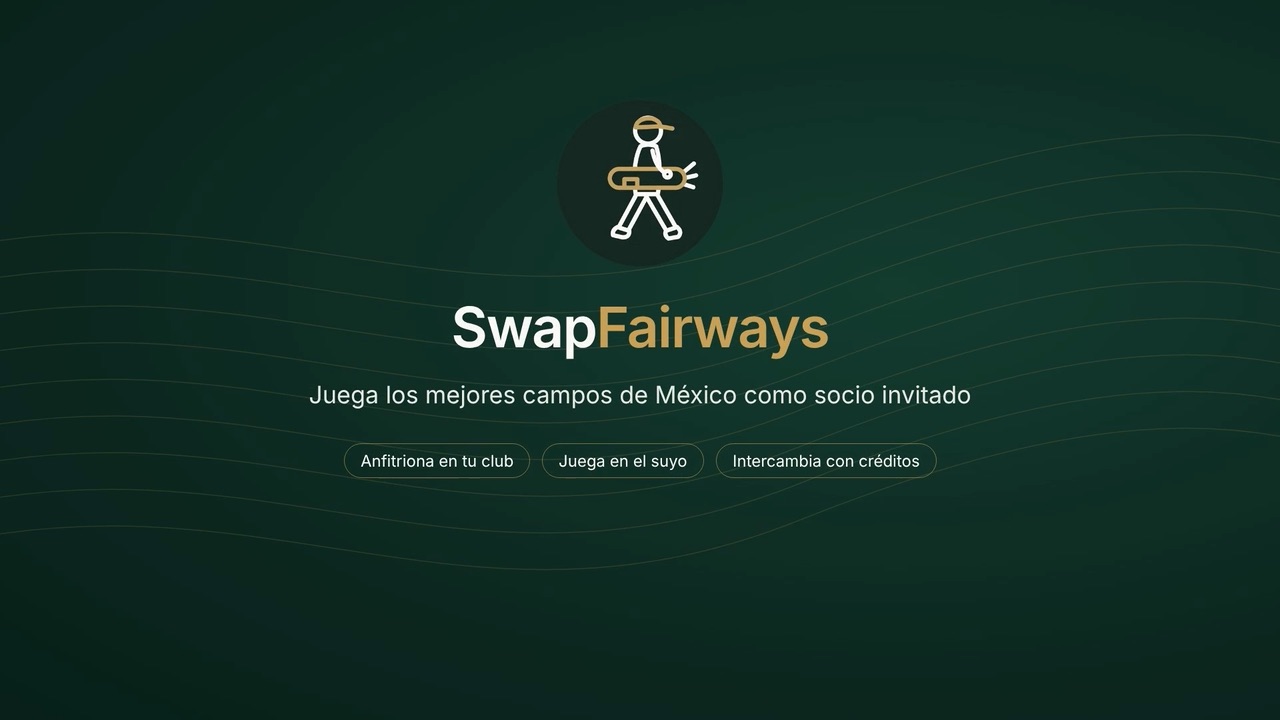 SwapFairways
Juega los mejores campos de México como socio invitado
Anfitriona en tu club
Juega en el suyo
Intercambia con créditos